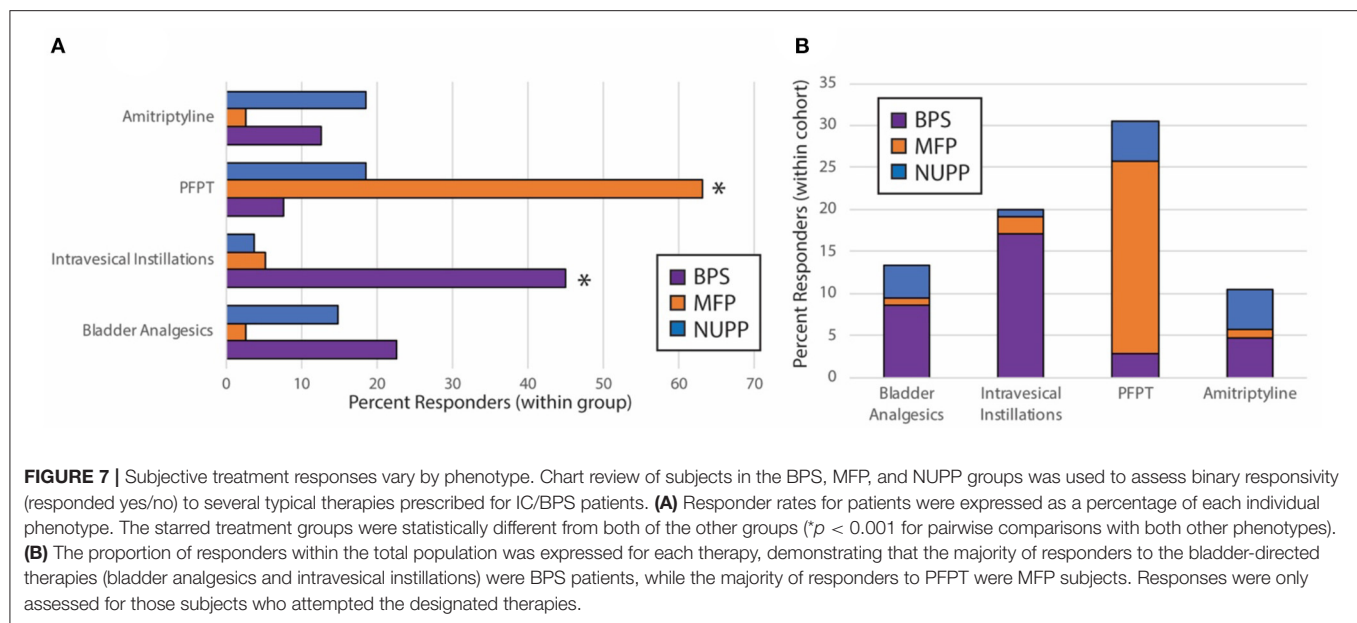 A
Amitriptyline
PFPT
*
Intravesical Instillations
*
Bladder Analgesics
BPS
MFP
NUPP
0 10 20 30 40 50 60 70
Percent Responders (within group)
B
35
30
25
20
15
10
5
0
Percent Responders (within cohort)
BPS
MFP
NUPP
Bladder Analgesics
Intravesical Instillations
PFPT
Amitriptyline
FIGURE 7 | Subjective treatment responses vary by phenotype. Chart review of subjects in the BPS, MFP, and NUPP groups was used to assess binary responsivity
(responded yes/no) to several typical therapies prescribed for IC/BPS patients. (A) Responder rates for patients were expressed as a percentage of each individual
phenotype. The starred treatment groups were statistically different from both of the other groups (*p < 0.001 for pairwise comparisons with both other phenotypes).
(B) The proportion of responders within the total population was expressed for each therapy, demonstrating that the majority of responders to the bladder-directed
therapies (bladder analgesics and intravesical instillations) were BPS patients, while the majority of responders to PFPT were MFP subjects. Responses were only
assessed for those subjects who attempted the designated therapies.